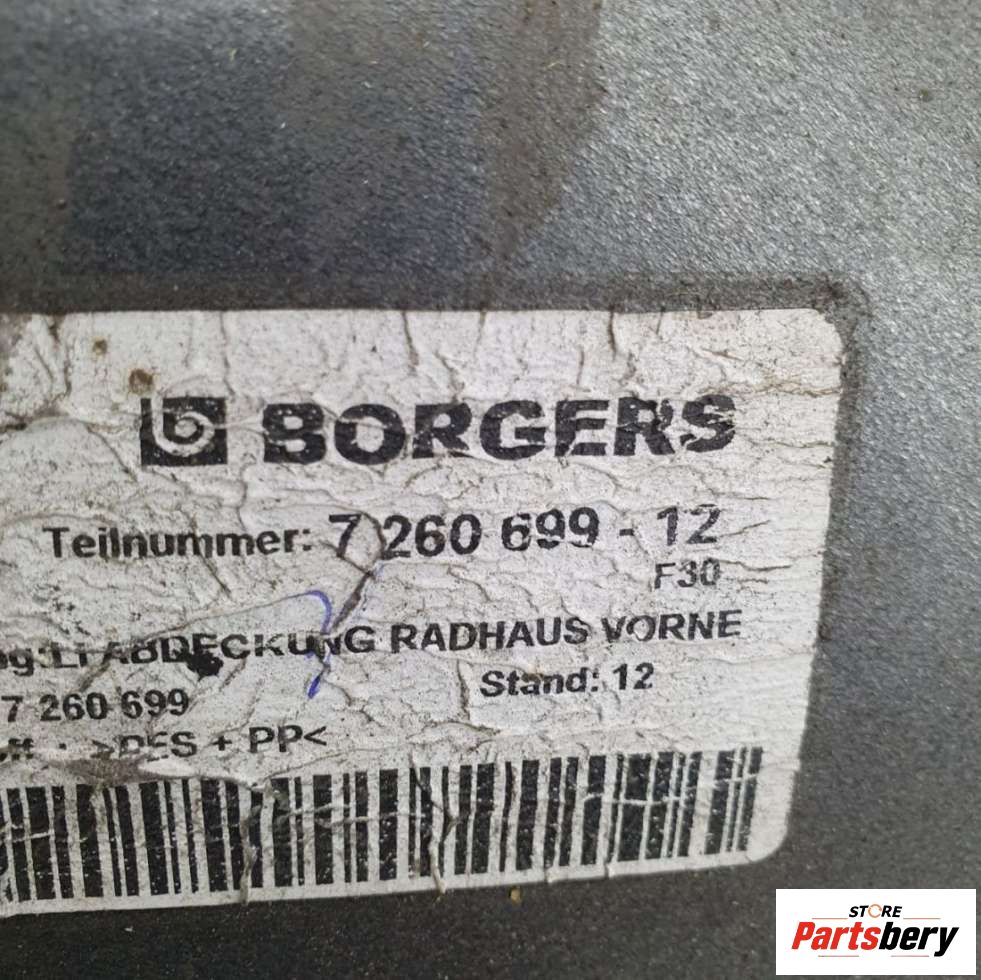 BORGERS
Teilnummer: 7 260 699 - 12
F30
ABDECKUNG RADHAUS VORNE
Stand: 12
7 260 699
>PES + PP<
STORE
Partsbery